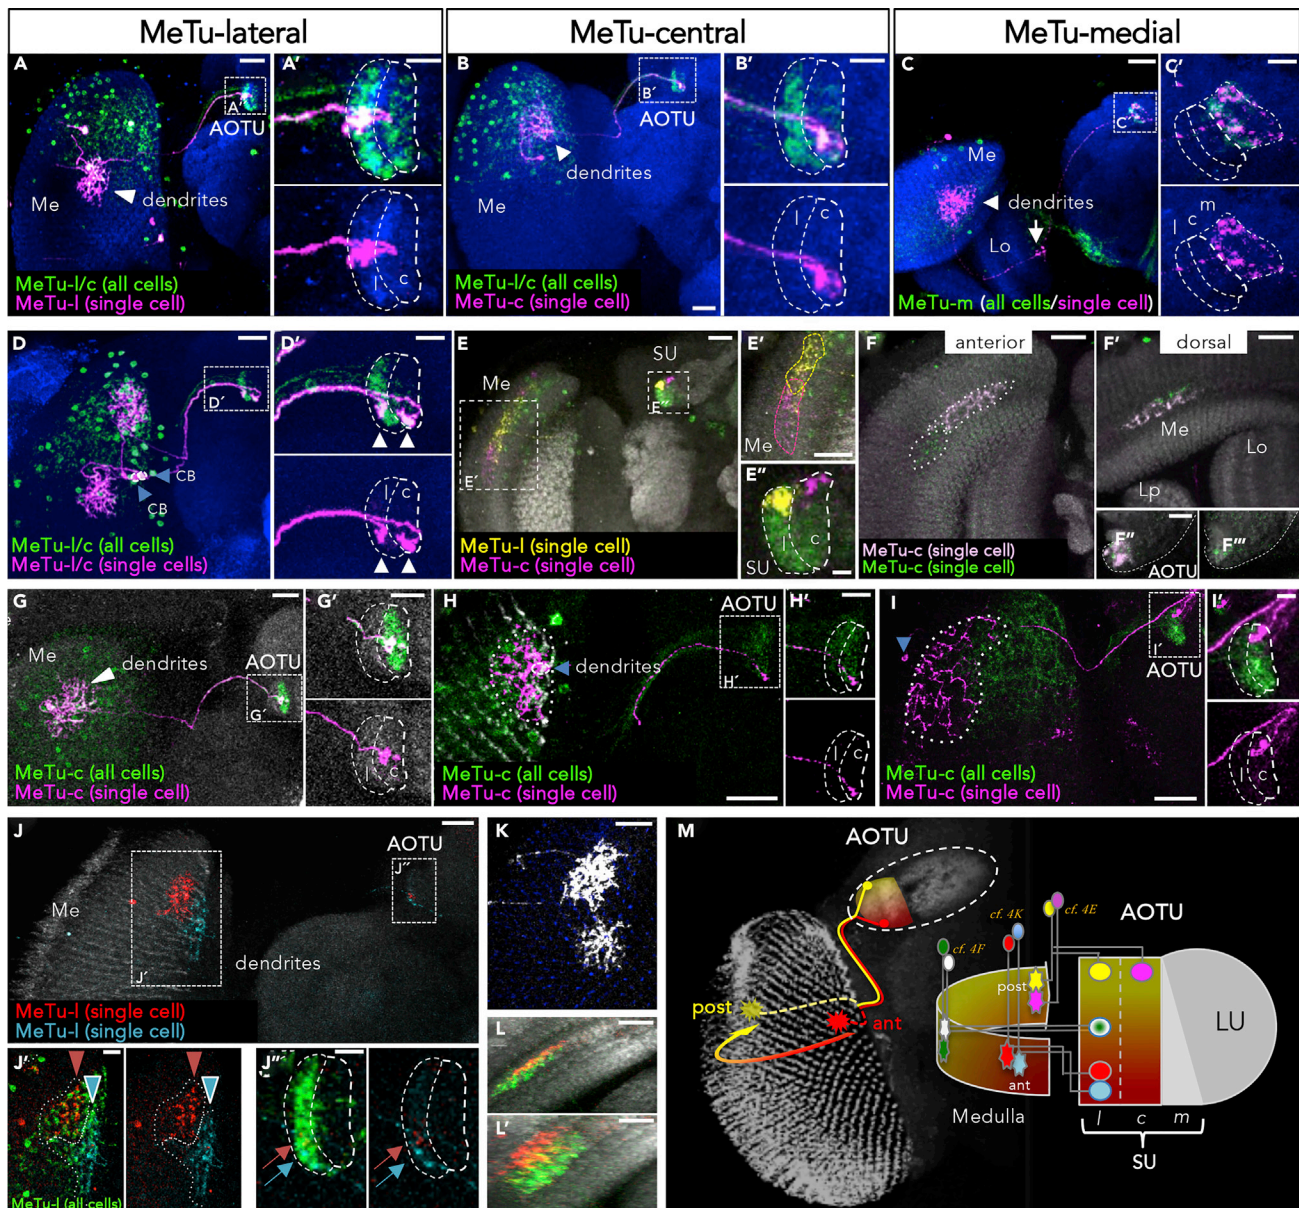 MeTu-lateral
MeTu-central
MeTu-medial
A
A′
AOTU
Me
dendrites
MeTu-l/c (all cells)
MeTu-l (single cell)
A′
l
c
B
B′
AOTU
dendrites
Me
MeTu-l/c (all cells)
MeTu-c (single cell)
B′
l
c
C
C′
Me
dendrites
Lo
MeTu-m (all cells/single cell)
C′
m
c
l
D
D′
CB
CB
MeTu-l/c (all cells)
MeTu-l/c (single cells)
D′
l
c
E
SU
Me
E
E′
MeTu-l (single cell)
MeTu-c (single cell)
E′
Me
E″
l
c
SU
F
anterior
MeTu-c (single cell)
MeTu-c (single cell)
F′
dorsal
Me
Lo
Lp
F″
AOTU
F‴
G
Me
dendrites
AOTU
G′
MeTu-c (all cells)
MeTu-c (single cell)
G′
l
c
H
AOTU
dendrites
H′
MeTu-c (all cells)
MeTu-c (single cell)
H′
l
c
I
I′
AOTU
MeTu-c (all cells)
MeTu-c (single cell)
I′
l
c
J
AOTU
J″
Me
J′
dendrites
MeTu-l (single cell)
MeTu-l (single cell)
J′
MeTu-l (all cells)
J″
K
L
L′
M
AOTU
post
ant
cf. 4F
cf. 4K
cf. 4E
AOTU
post
ant
Medulla
LU
l
c
m
SU